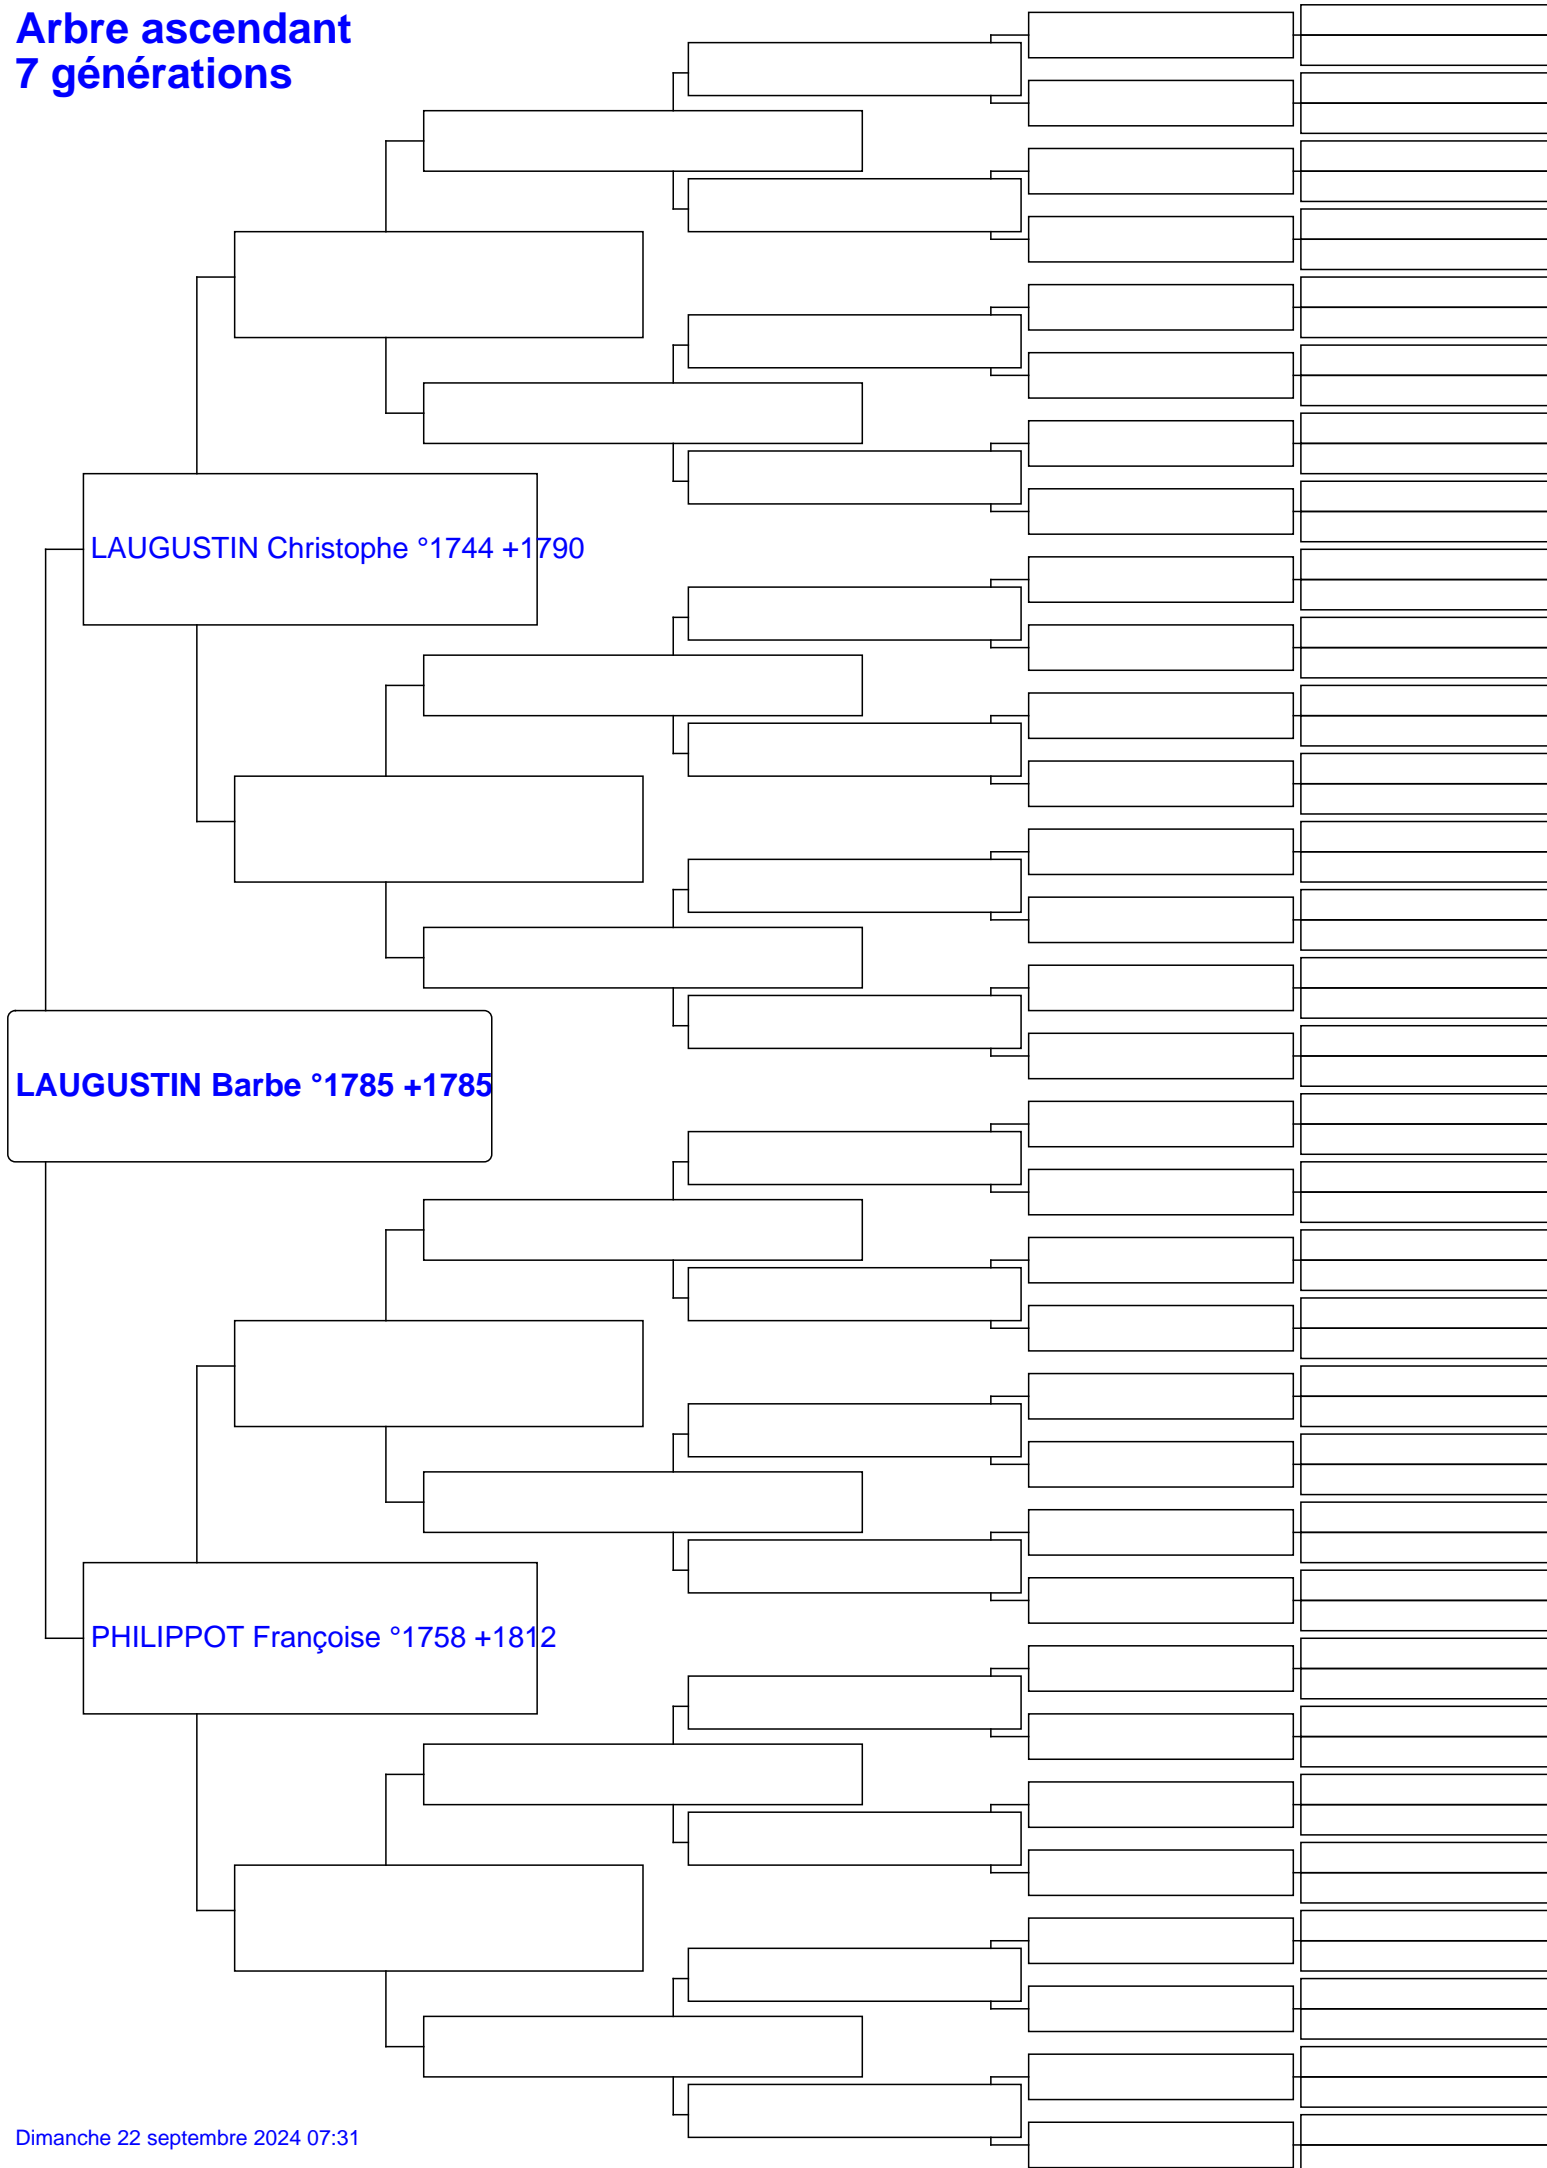 Arbre ascendant
7 générations
LAUGUSTIN Christophe °1744 +1790
LAUGUSTIN Barbe °1785 +1785
PHILIPPOT Françoise °1758 +1812
Dimanche 22 septembre 2024 07:31